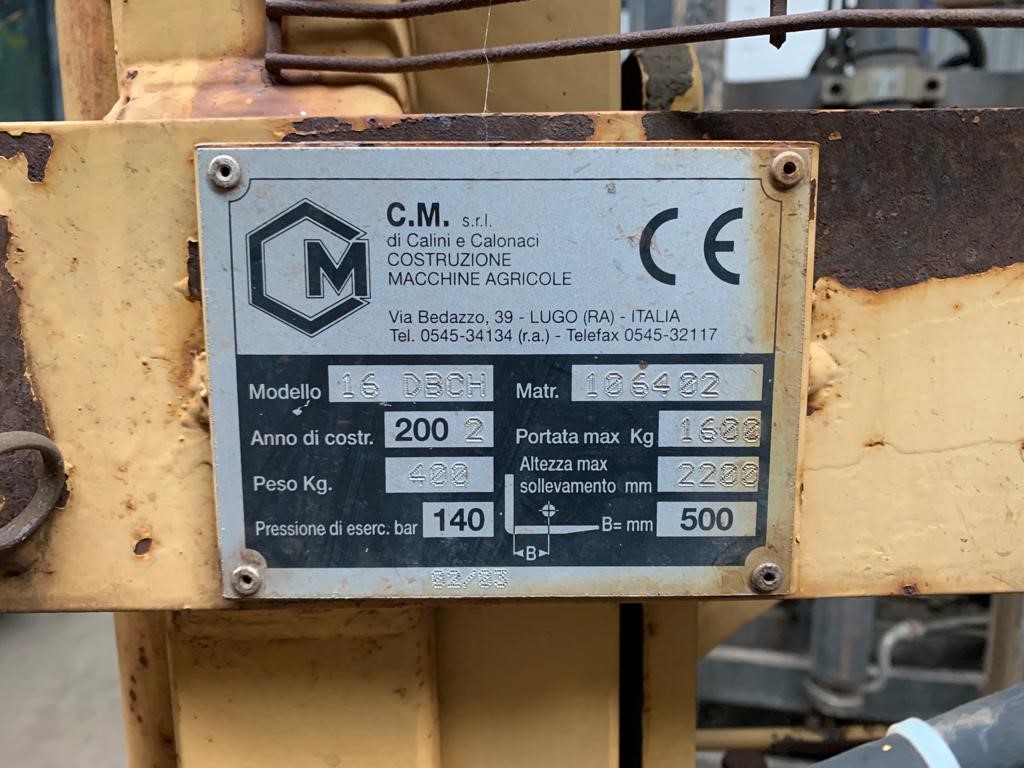 CM
C.M. s.r.l.
di Calini e Calonaci
COSTRUZIONE
MACCHINE AGRICOLE
CE
Via Bedazzo, 39 - LUGO (RA) - ITALIA
Tel. 0545-34134 (r.a.) - Telefax 0545-32117
Modello 16 DBCH Matr. 106402
Anno di costr. 200 2 Portata max Kg 1600
Peso Kg. 400 Altezza max sollevamento mm 2200
Pressione di eserc. bar 140 B B= mm 500
02/03